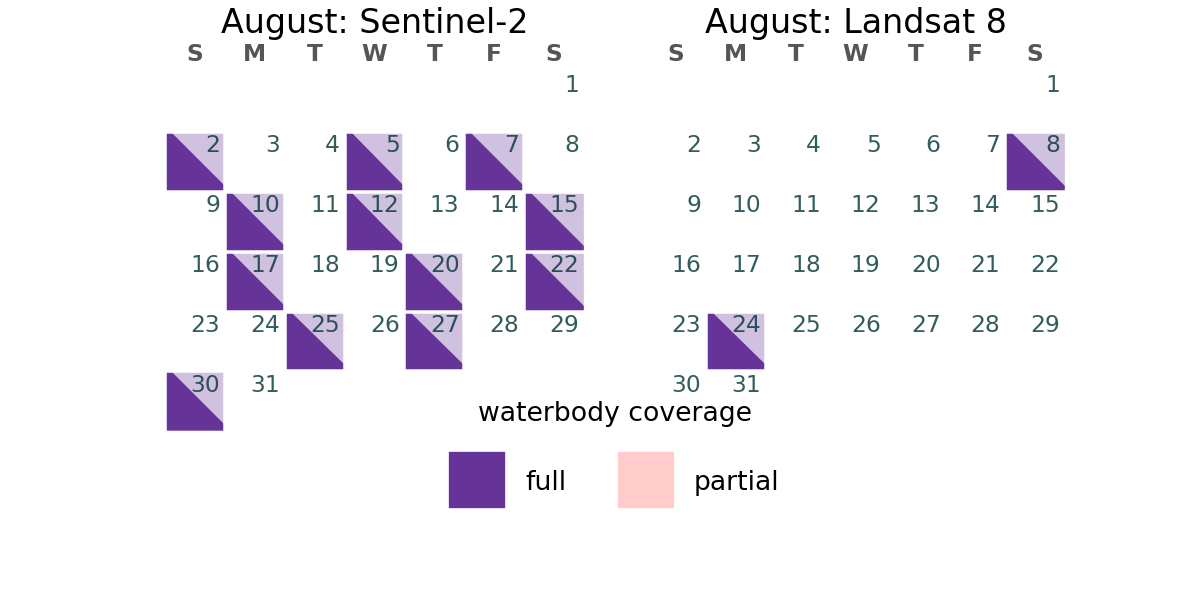 August: Sentinel-2
S M T W T F S
1
2 3 4 5 6 7 8
9 10 11 12 13 14 15
16 17 18 19 20 21 22
23 24 25 26 27 28 29
30 31
August: Landsat 8
S M T W T F S
1
2 3 4 5 6 7 8
9 10 11 12 13 14 15
16 17 18 19 20 21 22
23 24 25 26 27 28 29
30 31
waterbody coverage
full partial